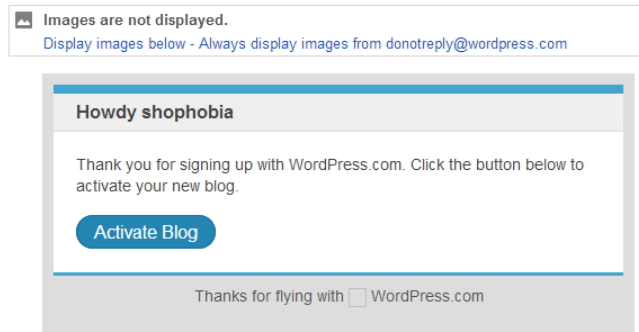 Images are not displayed.
Display images below - Always display images from donotreply@wordpress.com
Howdy shophobia
Thank you for signing up with WordPress.com. Click the button below to
activate your new blog.
Activate Blog
Thanks for flying with WordPress.com